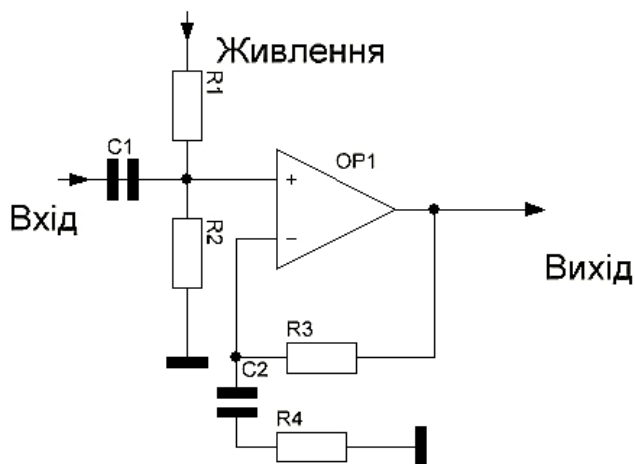 Живлення
R1
C1
OP1
+
Вхід
R2
−
Вихід
R3
C2
R4